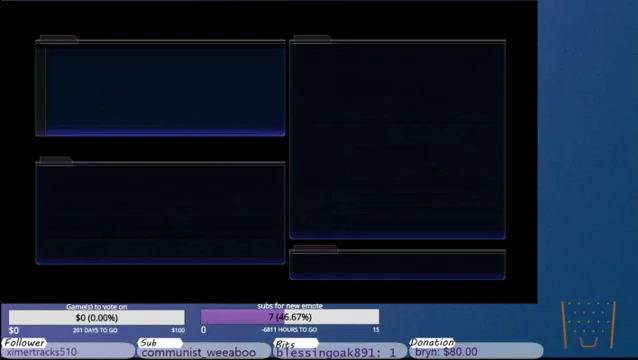 Game(s) to vote on
$0 (0.00%)
$0
201 DAYS TO GO
$100
subs for new emote
7 (46.67%)
0
-6811 HOURS TO GO
15
Follower
ximertracks510
Sub
communist_weeaboo
Bits
blessingoak891: 1
Donation
bryn: $80.00